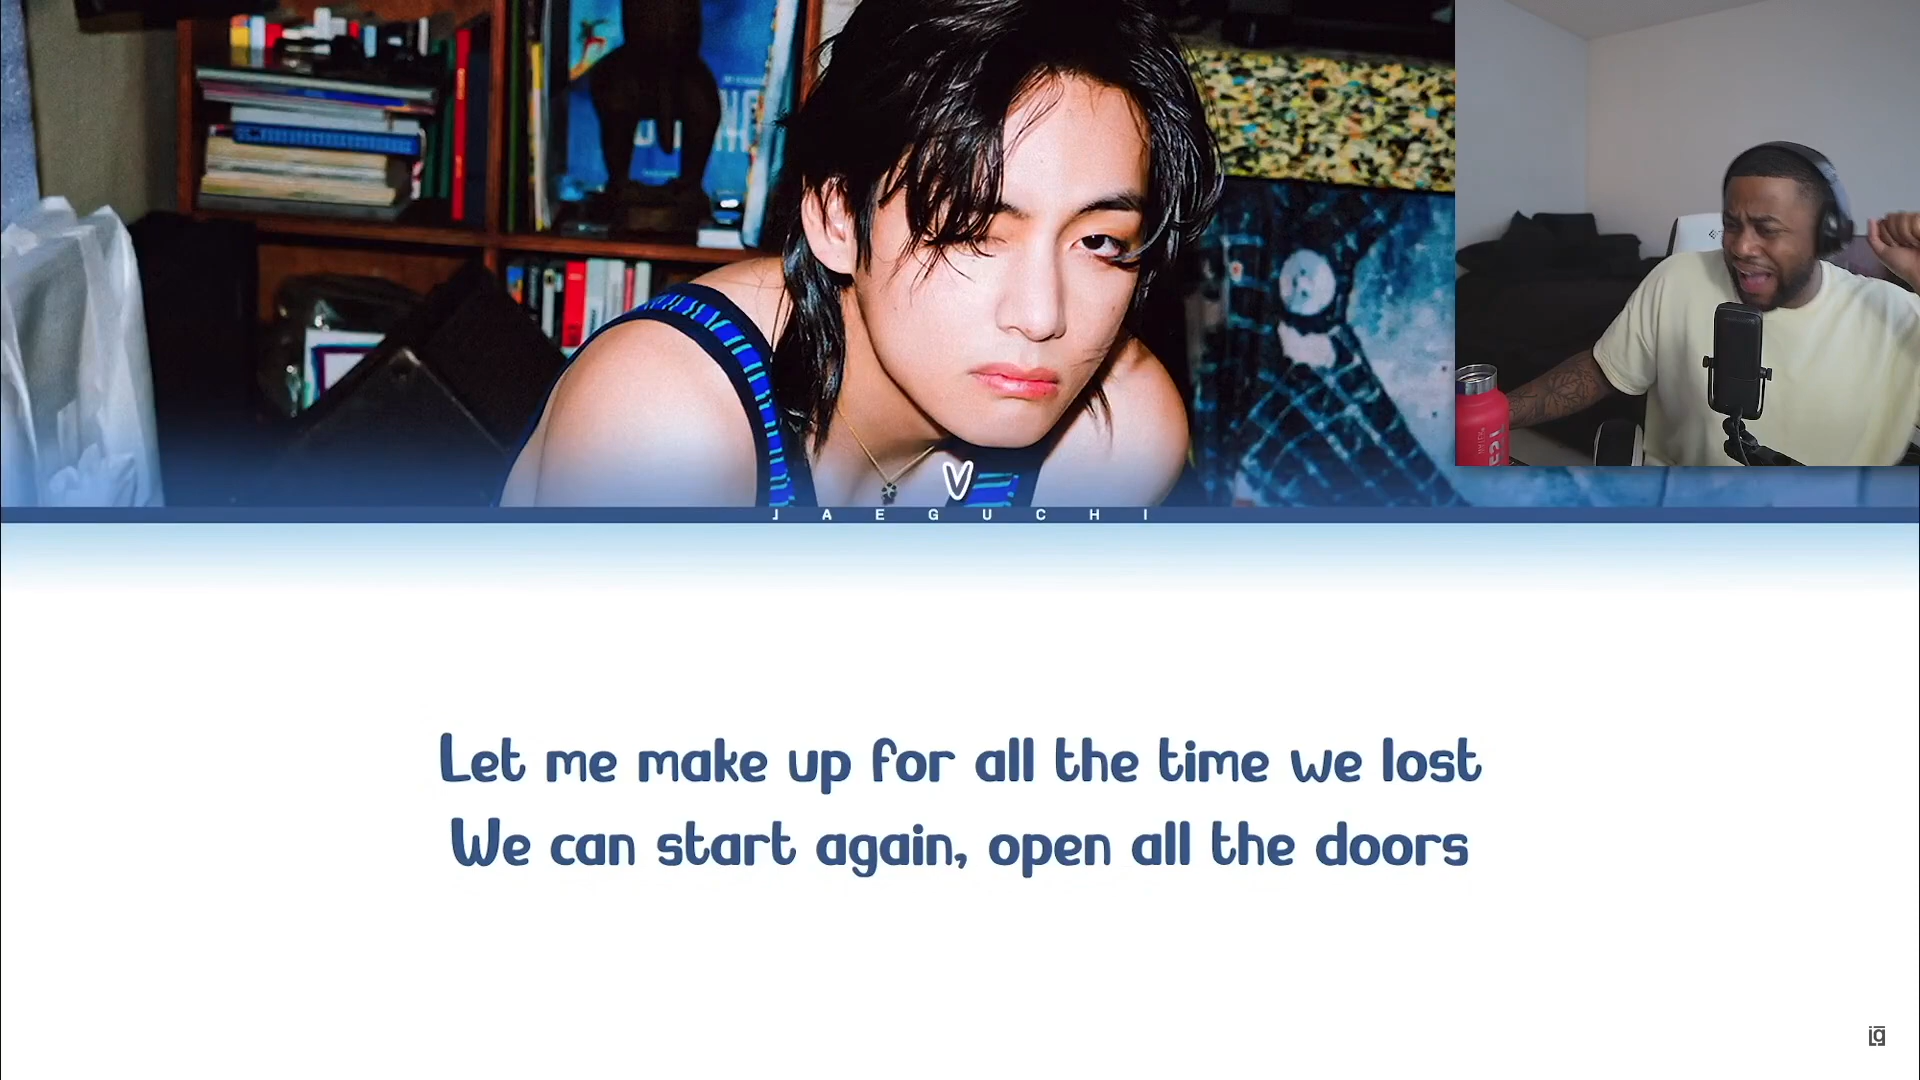 V
JAEGUCHI
Let me make up for all the time we lost
We can start again, open all the doors